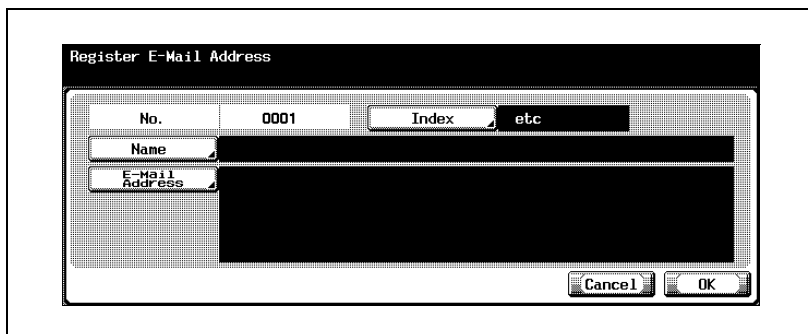 Register E-Mail Address
No. 0001 Index etc
Name
E-Mail
Address
Cancel OK